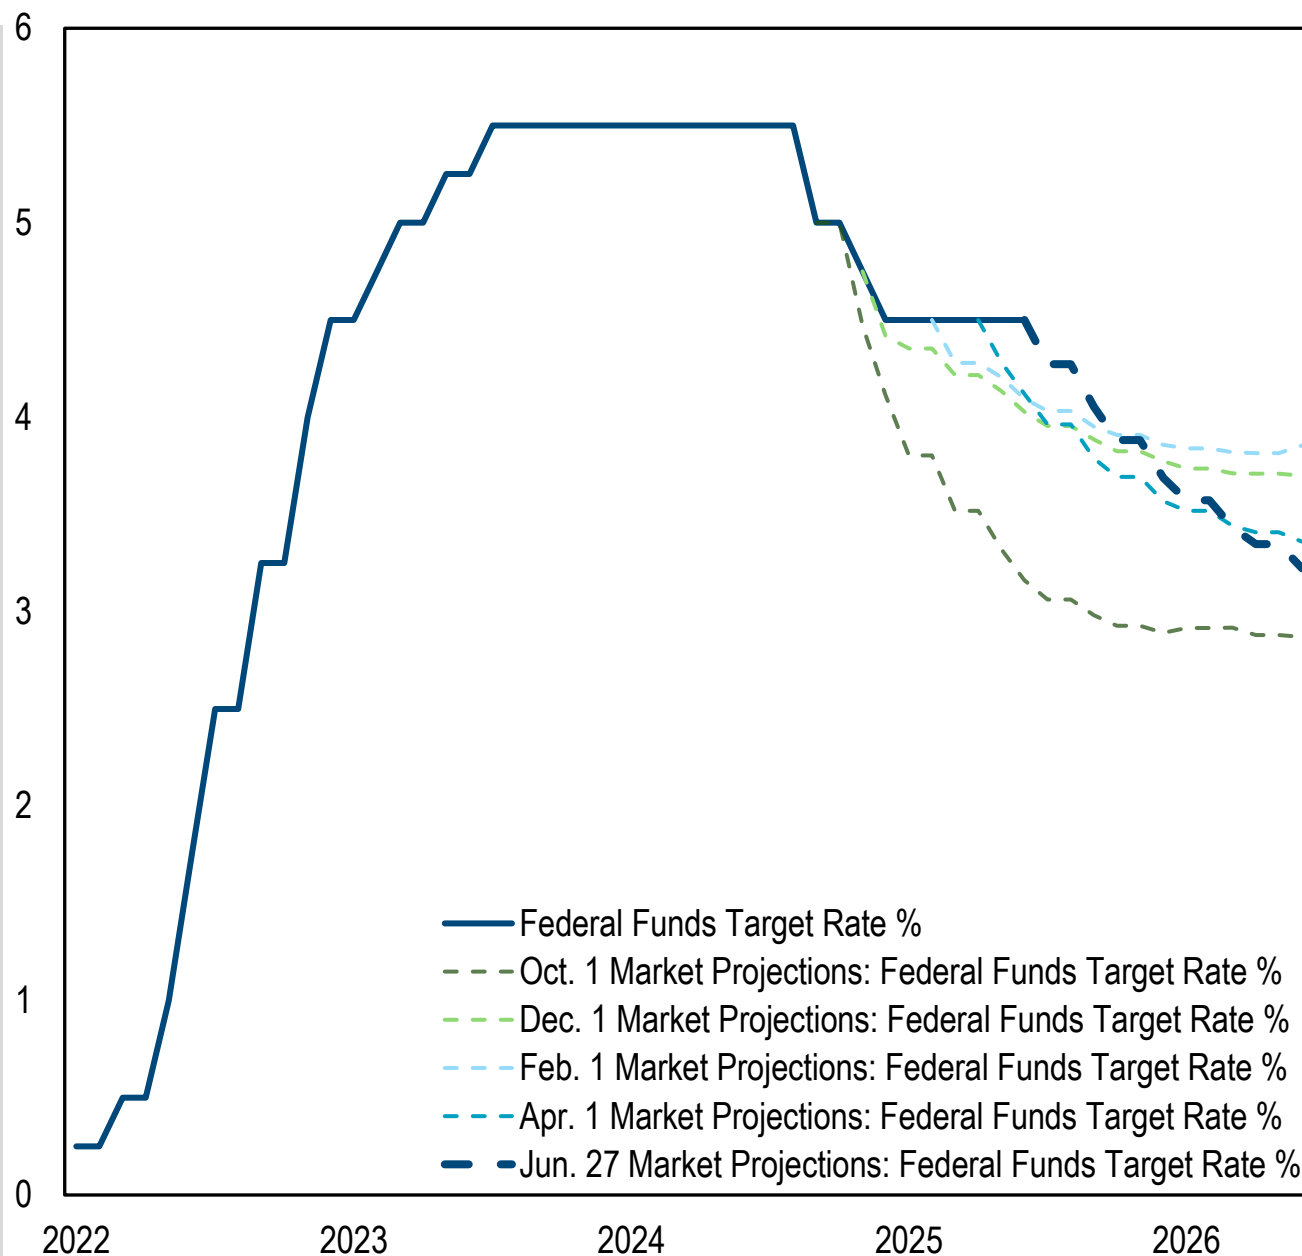 6
5
4
3
2
1
0
Federal Funds Target Rate %
Oct. 1 Market Projections: Federal Funds Target Rate %
Dec. 1 Market Projections: Federal Funds Target Rate %
Feb. 1 Market Projections: Federal Funds Target Rate %
Apr. 1 Market Projections: Federal Funds Target Rate %
Jun. 27 Market Projections: Federal Funds Target Rate %
2022 2023 2024 2025 2026